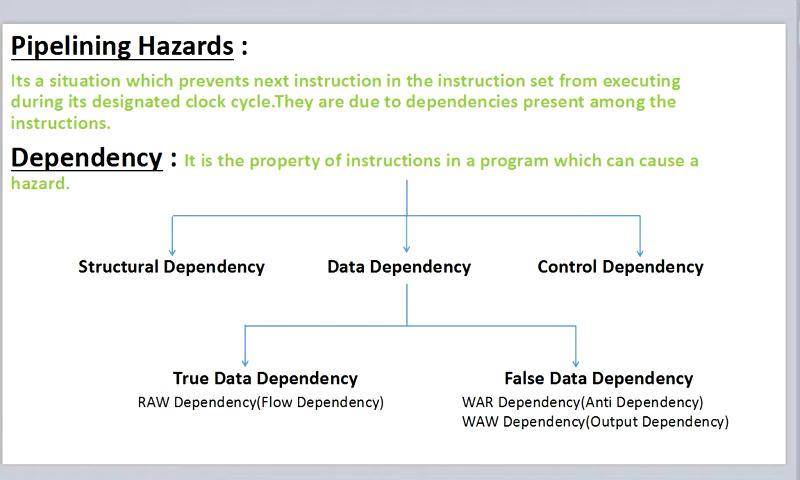 Pipelining Hazards :
Its a situation which prevents next instruction in the instruction set from executing
during its designated clock cycle.They are due to dependencies present among the
instructions.
Dependency : It is the property of instructions in a program which can cause a
hazard.
Structural Dependency Data Dependency Control Dependency
True Data Dependency False Data Dependency
RAW Dependency(Flow Dependency) WAR Dependency(Anti Dependency)
WAW Dependency(Output Dependency)